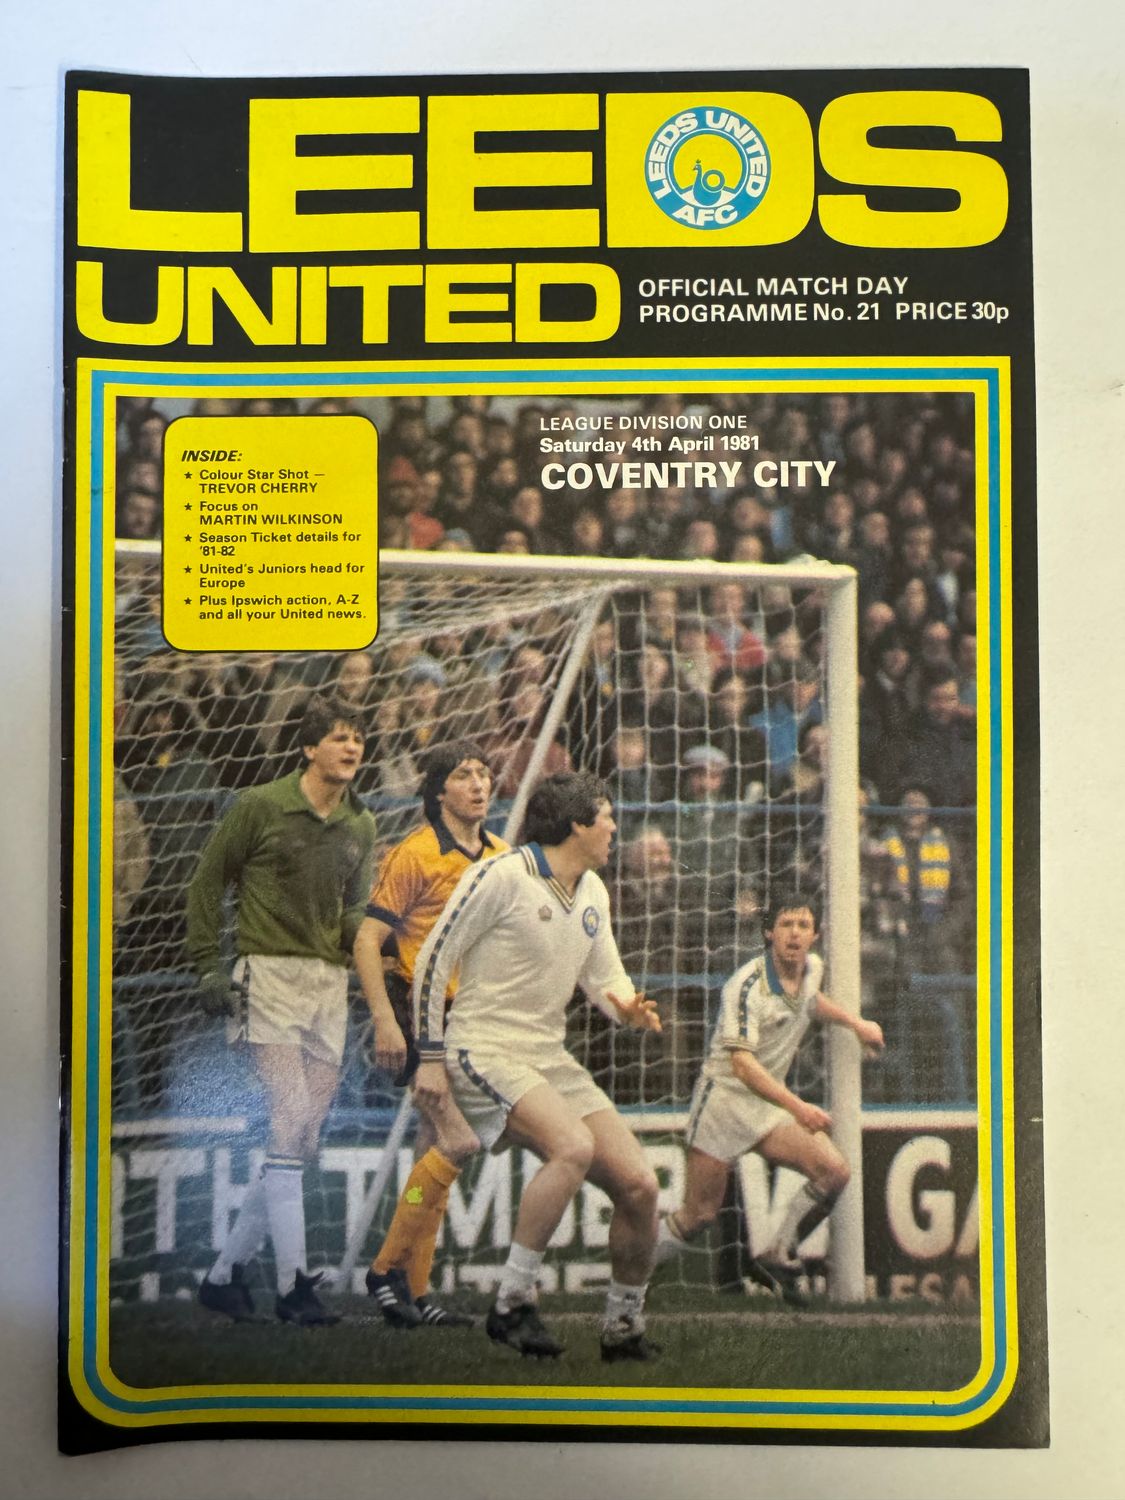 LEEDS
LEEDS UNITED
AFC
UNITED
OFFICIAL MATCH DAY
PROGRAMME No. 21 PRICE 30p
LEAGUE DIVISION ONE
Saturday 4th April 1981
COVENTRY CITY
INSIDE:
★ Colour Star Shot —
TREVOR CHERRY
★ Focus on
MARTIN WILKINSON
★ Season Ticket details for
'81-82
★ United's Juniors head for
Europe
★ Plus Ipswich action, A-Z
and all your United news.
TIMBER